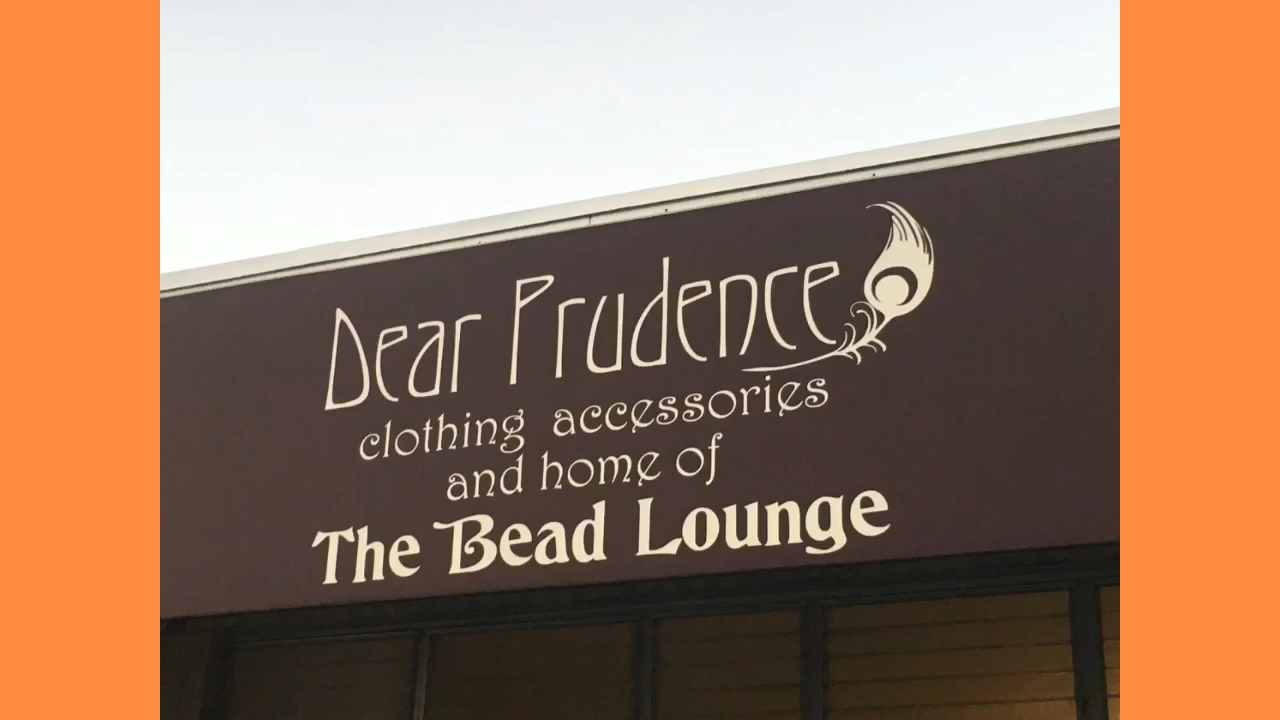 Dear Prudence
clothing accessories
and home of
The Bead Lounge